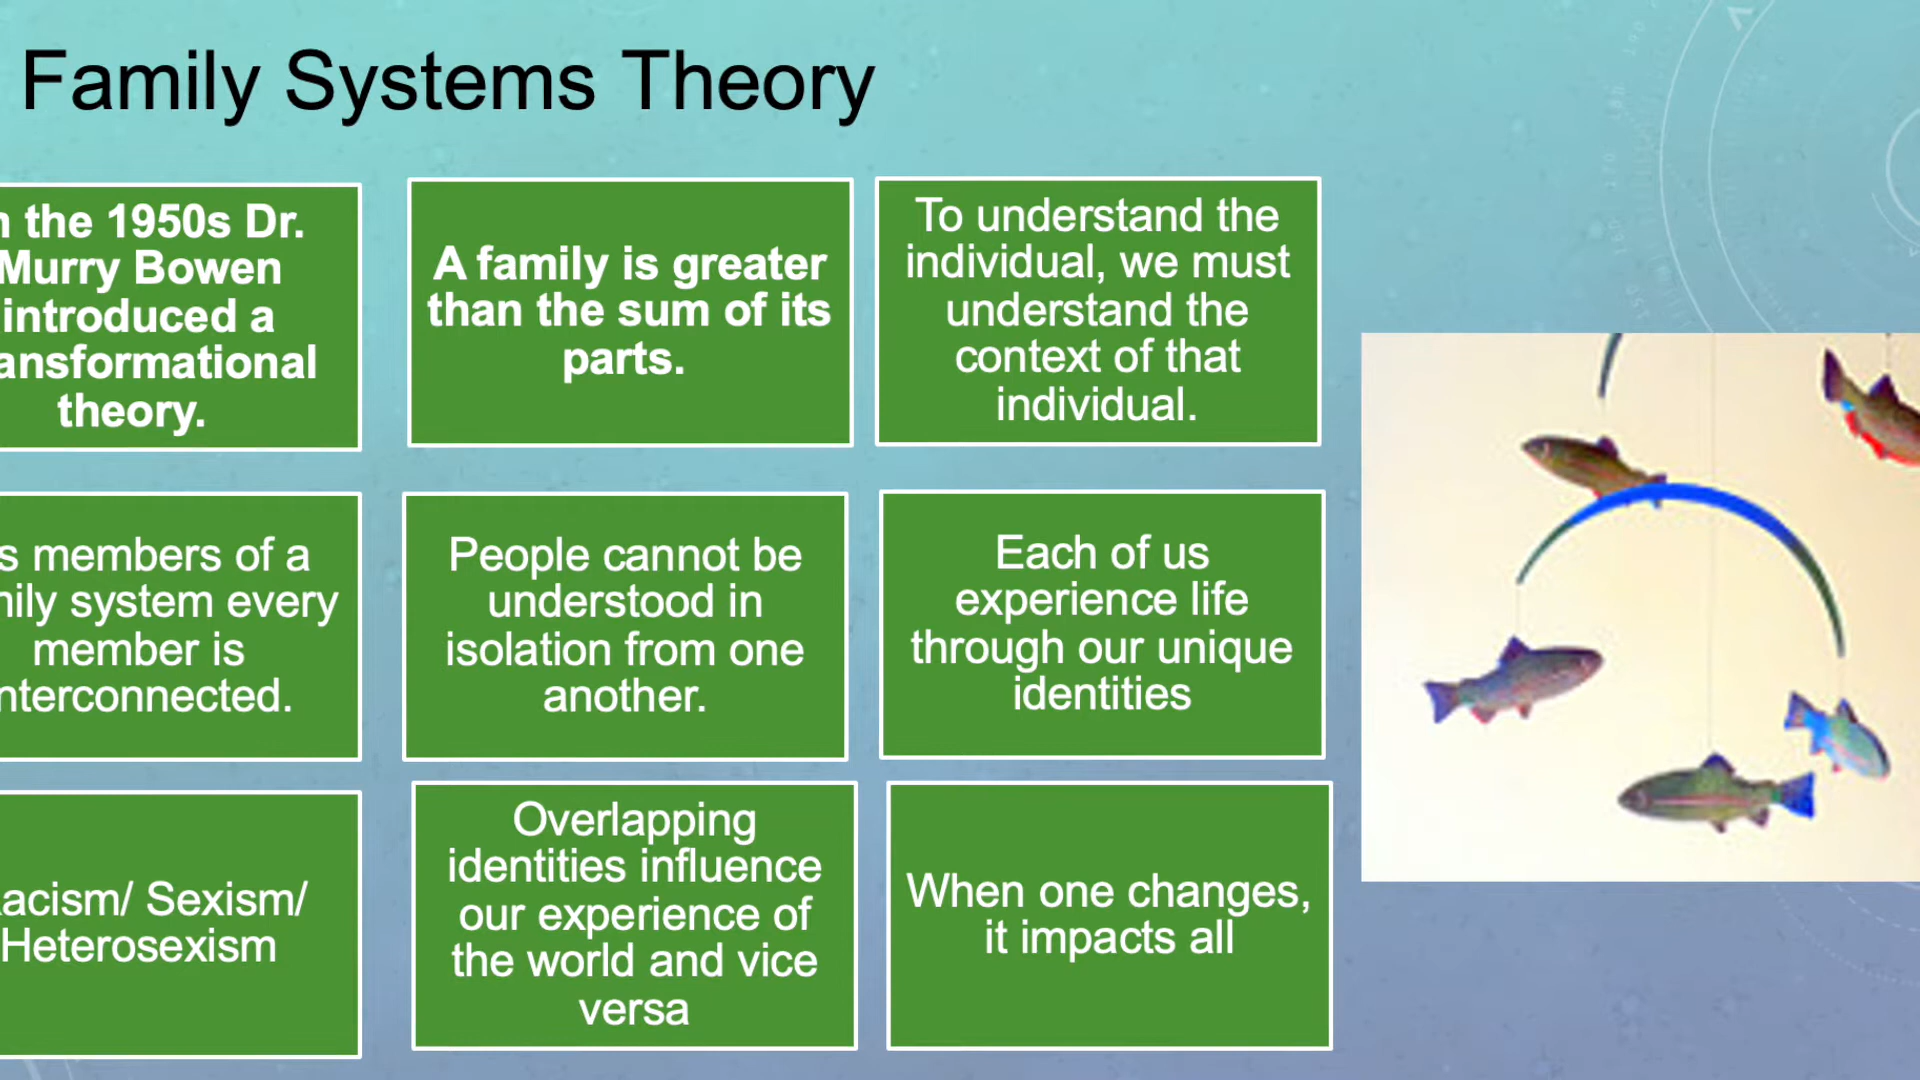 Family Systems Theory
the 1950s Dr.
Murry Bowen
introduced a
ansformational
theory.
A family is greater
than the sum of its
parts.
To understand the
individual, we must
understand the
context of that
individual.
s members of a
ily system every
member is
nterconnected.
People cannot be
understood in
isolation from one
another.
Each of us
experience life
through our unique
identities
acism/ Sexism/
Heterosexism
Overlapping
identities influence
our experience of
the world and vice
versa
When one changes,
it impacts all